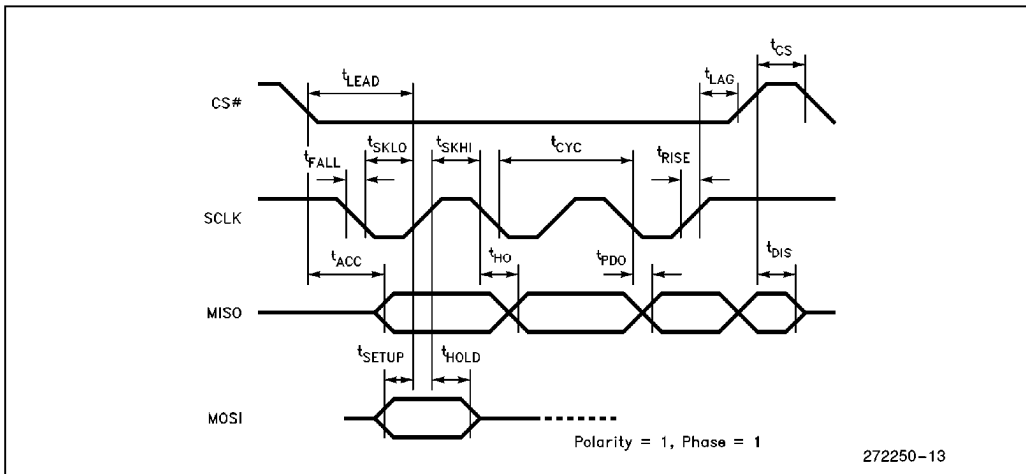 tCS
tLEAD
tLAG
CS#
tSKLO
tSKHI
tCYC
tFALL
tRISE
SCLK
tACC
tHO
tPDO
tDIS
MISO
tSETUP
tHOLD
MOSI
Polarity = 1, Phase = 1
272250-13